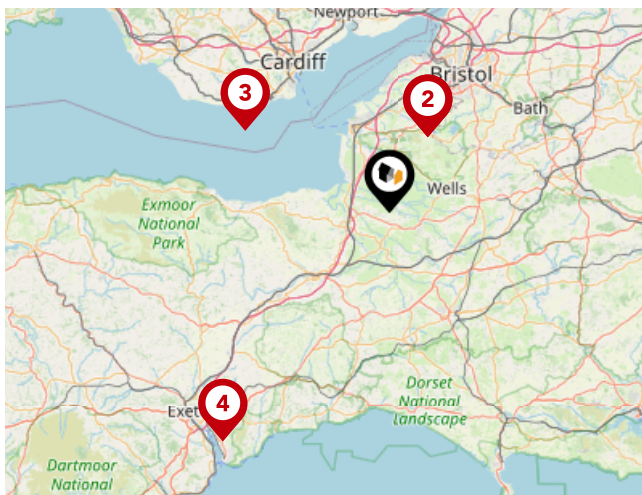 Newport
Cardiff
Bristol
3
2
Bath
Wells
Exmoor
National
Park
Dorset
National
Landscape
4
Exet
Dartmoor
National